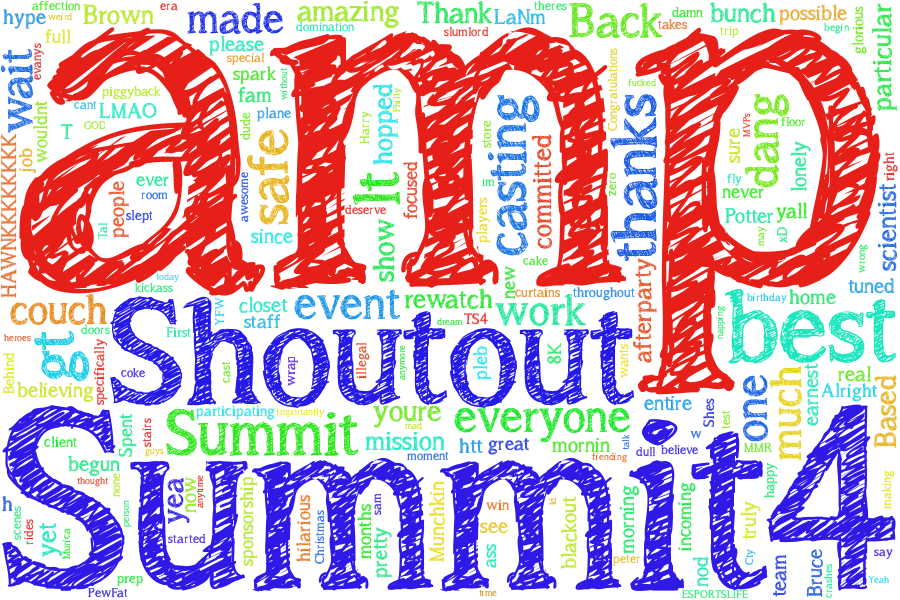 affection
era
theres
damn
bunch
possible
hype
weird
Brown
made
amazing
Thank
LaNm
Back
takes
trip
begin
glorious
particular
full
please
domination
slumlord
wait
evanys
special
piggyback
spark
without
Congratulations
fucked
cant
LMAO
fam
plane
Harry
hopped
Philly
store
casting
thanks
sure
MVPs
dang
floor
wouldnt
T
GOD
dude
amp
job
safe
It
focused
im
committed
zero
fly
never
lonely
HAWNKKKKKKKK
people
ever
room
slept
Tal
awesome
deserve
players
Potter
yall
may
xD
right
scientist
since
show
cake
wrong
today
kickass
new
curtains
throughout
afterparty
tuned
couch
closet
staff
event
rewatch
work
birthday
home
heroes
gt
doors
First
YFW
dream
TS4
napping
best
Behind
believing
specifically
coke
Shoutout
cast
wrap
illegal
anymore
pleb
8K
wants
real
Alright
earnest
much
one
Based
participating
importantly
youre
mad
everyone
entire
Shes
test
w
client
Spent
stairs
guys
Summit
mission
moment
htt
great
mornin
fiending
talk
dull
believe
MMR
begun
thought
none
yea
now
anytime
happy
making
Summit4
h
scenes
rides
yet
Murica
person
started
sponsorship
hilarious
Christmas
months
pretty
sam
Munchkin
win
see
ass
ld
blackout
morning
peter
incoming
nod
truly
Cty
team
Bruce
crashes
say
Yeah
prep
PewFat
time
ESPORTSLIFE